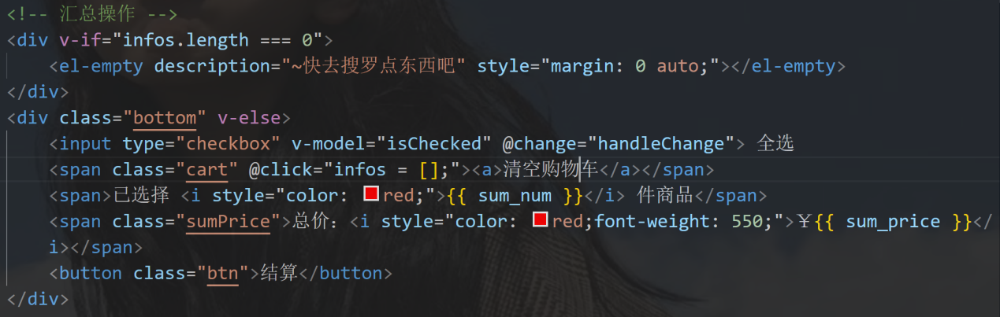 <!-- 汇总操作 -->
<div v-if="infos.length === 0">
<el-empty description="~快去搜罗点东西吧" style="margin: 0 auto;"></el-empty>
</div>
<div class="bottom" v-else>
<input type="checkbox" v-model="isChecked" @change="handleChange"> 全选
<span class="cart" @click="infos = [];"><a>清空购物车</a></span>
<span>已选择 <i style="color: red;">{{ sum_num }}</i> 件商品</span>
<span class="sumPrice">总价：<i style="color: red;font-weight: 550;">￥{{ sum_price }}</
i></span>
<button class="btn">结算</button>
</div>